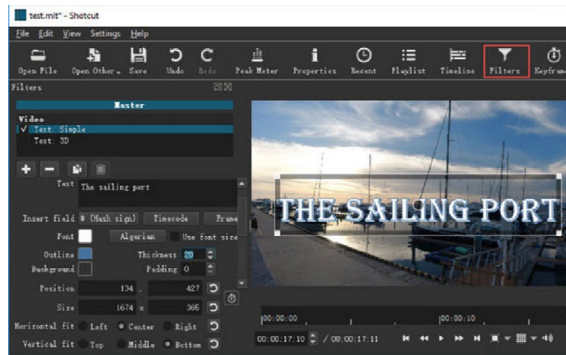 test.mlt* - Shotcut
File Edit View Settings Help
Open File Open Other Save Undo Redo Peak Meter Properties Recent Playlist Timeline Filters Keyfram
Filters
Master
Video
Text: Simple
Text: 3D
Text The sailing port
Insert field # (Hash sign) Timecode Frame
Font Algerian Use font size
Outline Thickness 20
Background Padding 0
Position 134 , 427
Size 1674 x 365
Horizontal fit Left Center Right
Vertical fit Top Middle Bottom
THE SAILING PORT
00:00:00 00:00:10
00:00:17:10 / 00:00:17:11